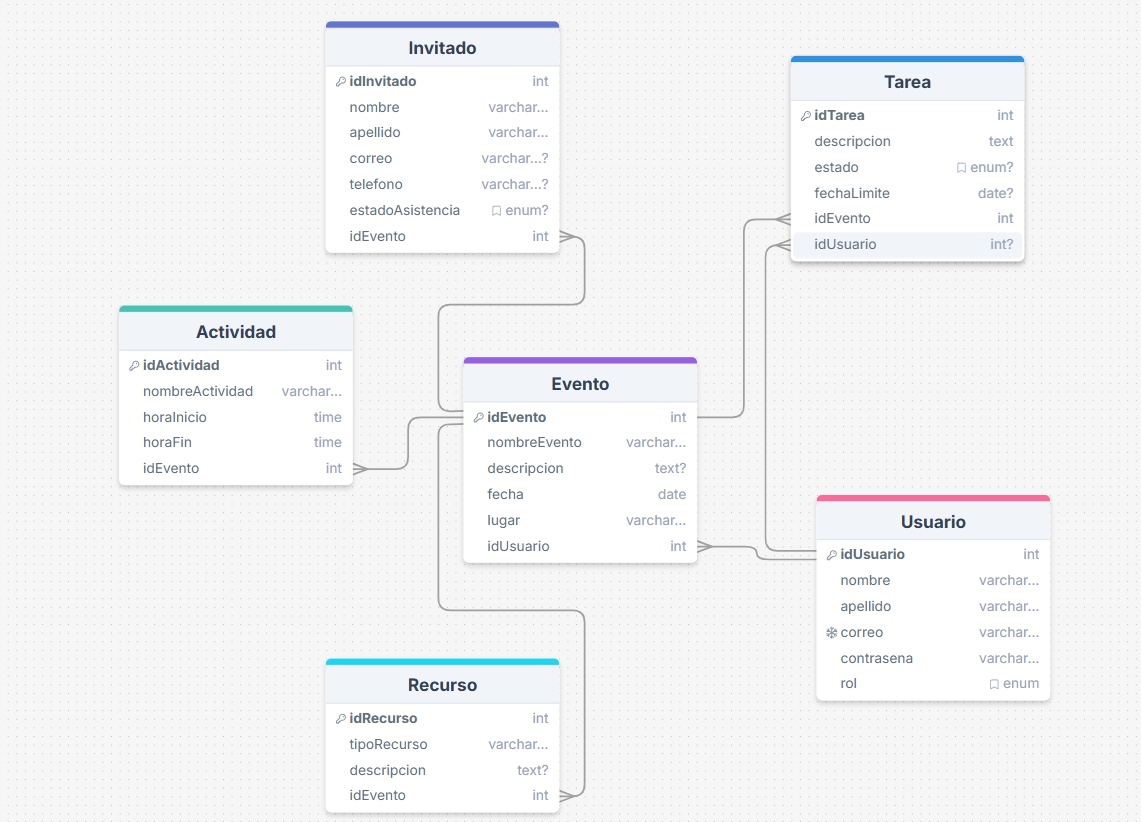 Invitado
idInvitado int
nombre varchar...
apellido varchar...
correo varchar...?
telefono varchar...?
estadoAsistencia enum?
idEvento int
Tarea
idTarea int
descripcion text
estado enum?
fechaLimite date?
idEvento int
idUsuario int?
Actividad
idActividad int
nombreActividad varchar...
horaInicio time
horaFin time
idEvento int
Evento
idEvento int
nombreEvento varchar...
descripcion text?
fecha date
lugar varchar...
idUsuario int
Usuario
idUsuario int
nombre varchar...
apellido varchar...
correo varchar...
contrasena varchar...
rol enum
Recurso
idRecurso int
tipoRecurso varchar...
descripcion text?
idEvento int